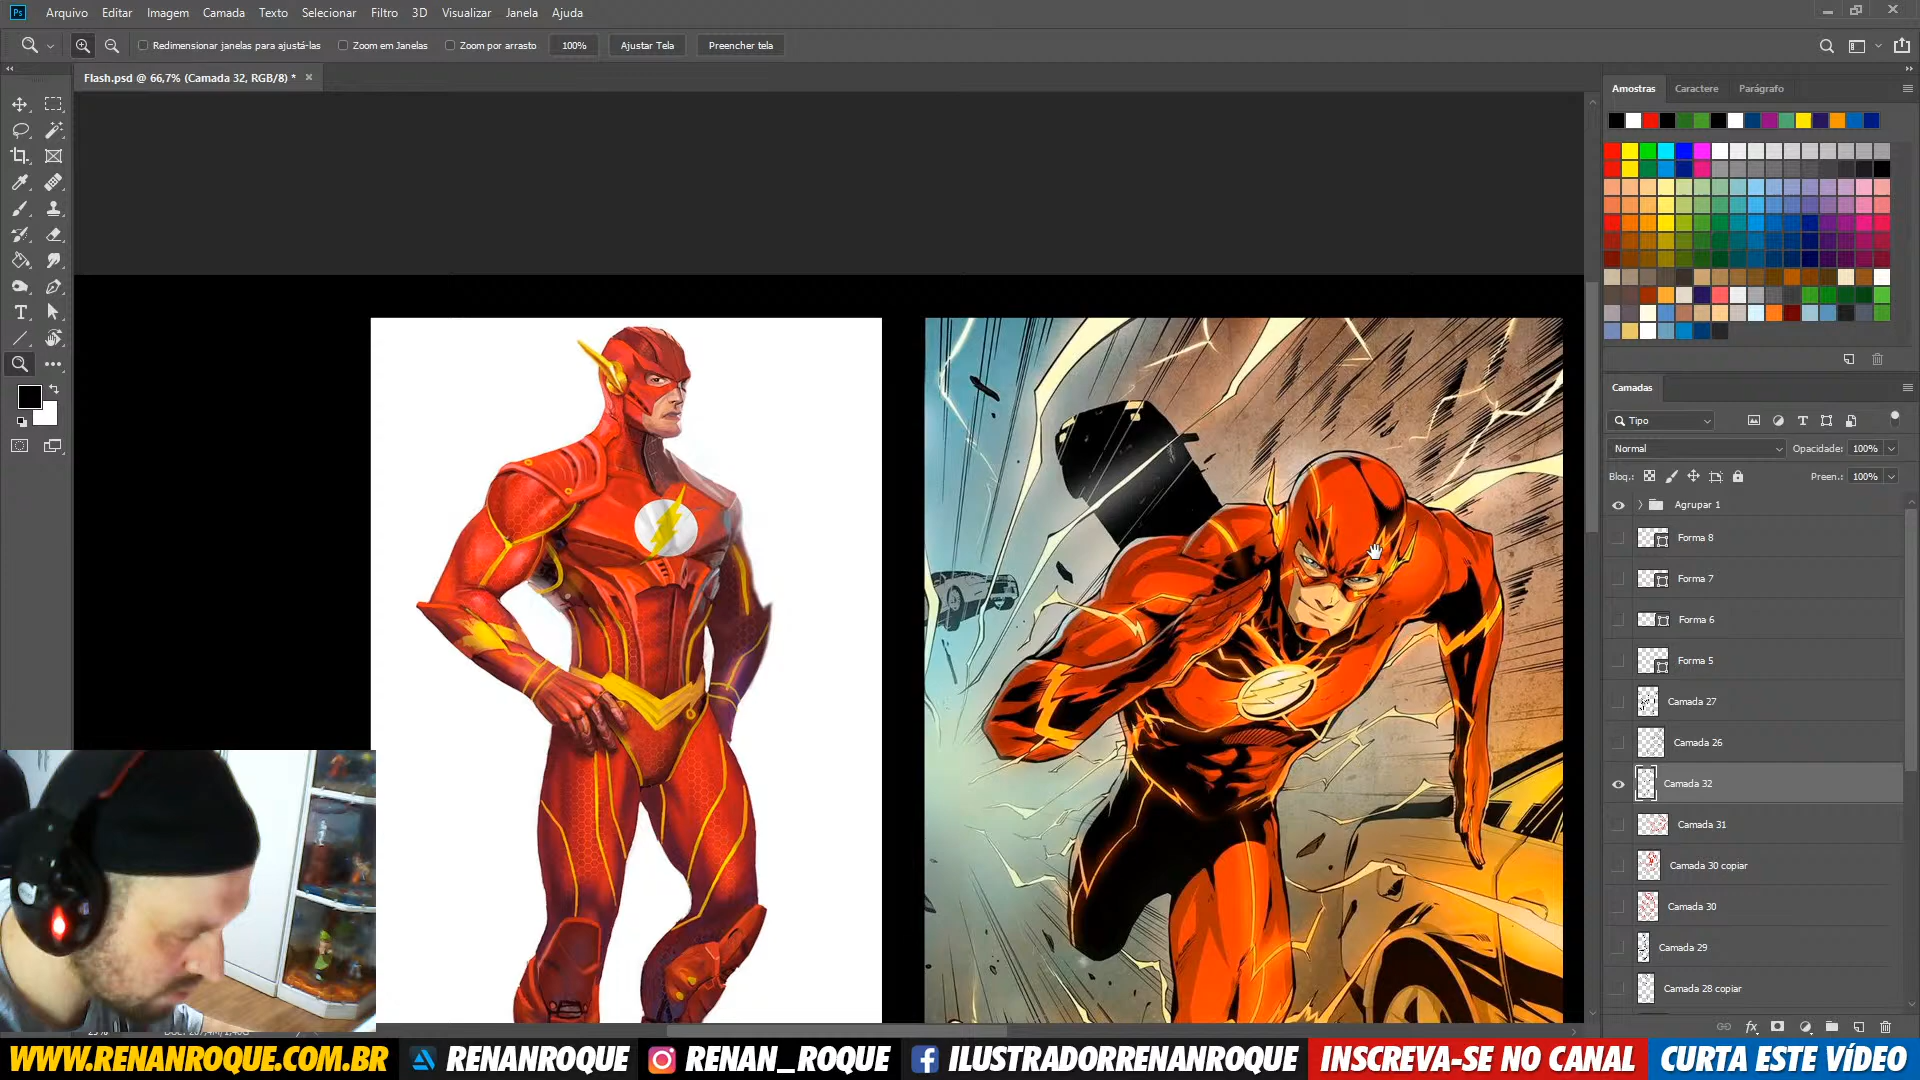 Ps Arquivo Editar Imagem Camada Texto Selecionar Filtro 3D Visualizar Janela Ajuda
Redimensionar janelas para ajustá-las Zoom em Janelas Zoom por arrasto 100% Ajustar Tela Preencher tela
Flash.psd @ 66,7% (Camada 32, RGB/8) *
Amostras Caractere Parágrafo
Camadas
Tipo
Normal Opacidade: 100%
Bloq.: Preen.: 100%
Agrupar 1
Forma 8
Forma 7
Forma 6
Forma 5
Camada 27
Camada 26
Camada 32
Camada 31
Camada 30 copiar
Camada 30
Camada 29
Camada 28 copiar
WWW.RENANROQUE.COM.BR RENANROQUE RENAN_ROQUE ILUSTRADORRENANROQUE INSCREVA-SE NO CANAL CURTA ESTE VÍDEO